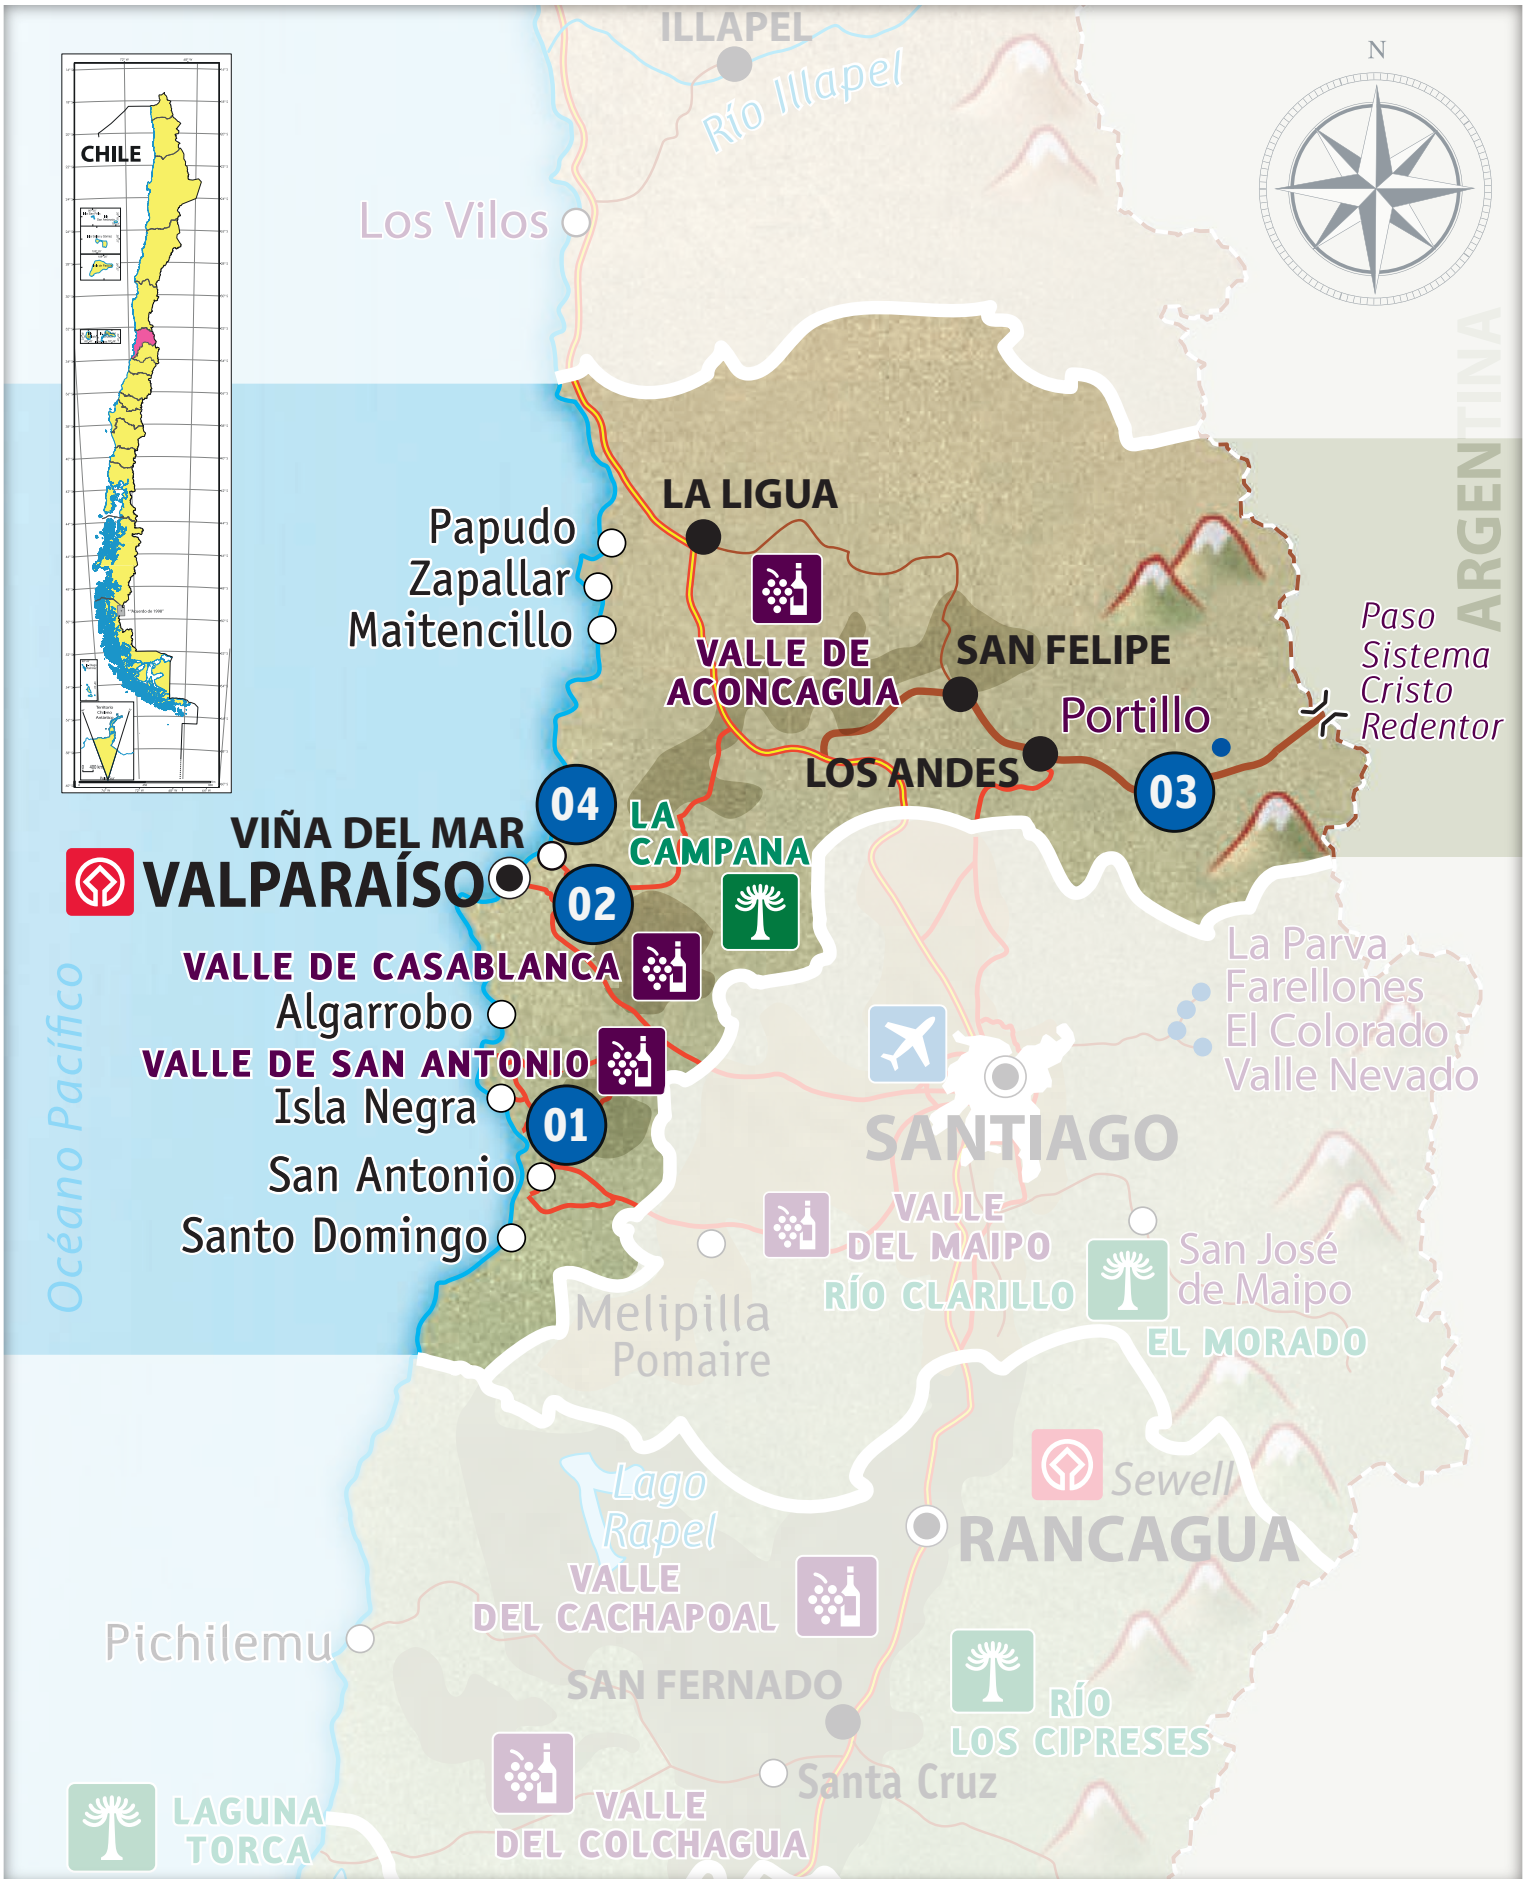 ILLAPEL
Río Illapel
N
CHILE
Los Vilos
ARGENTINA
LA LIGUA
Papudo
Zapallar
Maitencillo
VALLE DE
ACONCAGUA
SAN FELIPE
Portillo
Paso
Sistema
Cristo
Redentor
LOS ANDES
03
04
LA
CAMPANA
VIÑA DEL MAR
VALPARAÍSO
02
VALLE DE CASABLANCA
Algarrobo
VALLE DE SAN ANTONIO
Isla Negra
01
San Antonio
Santo Domingo
Océano Pacífico
La Parva
Farellones
El Colorado
Valle Nevado
SANTIAGO
VALLE
DEL MAIPO
RÍO CLARILLO
San José
de Maipo
EL MORADO
Melipilla
Pomaire
Lago
Rapel
Sewell
RANCAGUA
VALLE
DEL CACHAPOAL
Pichilemu
SAN FERNADO
RÍO
LOS CIPRESES
Santa Cruz
VALLE
DEL COLCHAGUA
LAGUNA
TORCA